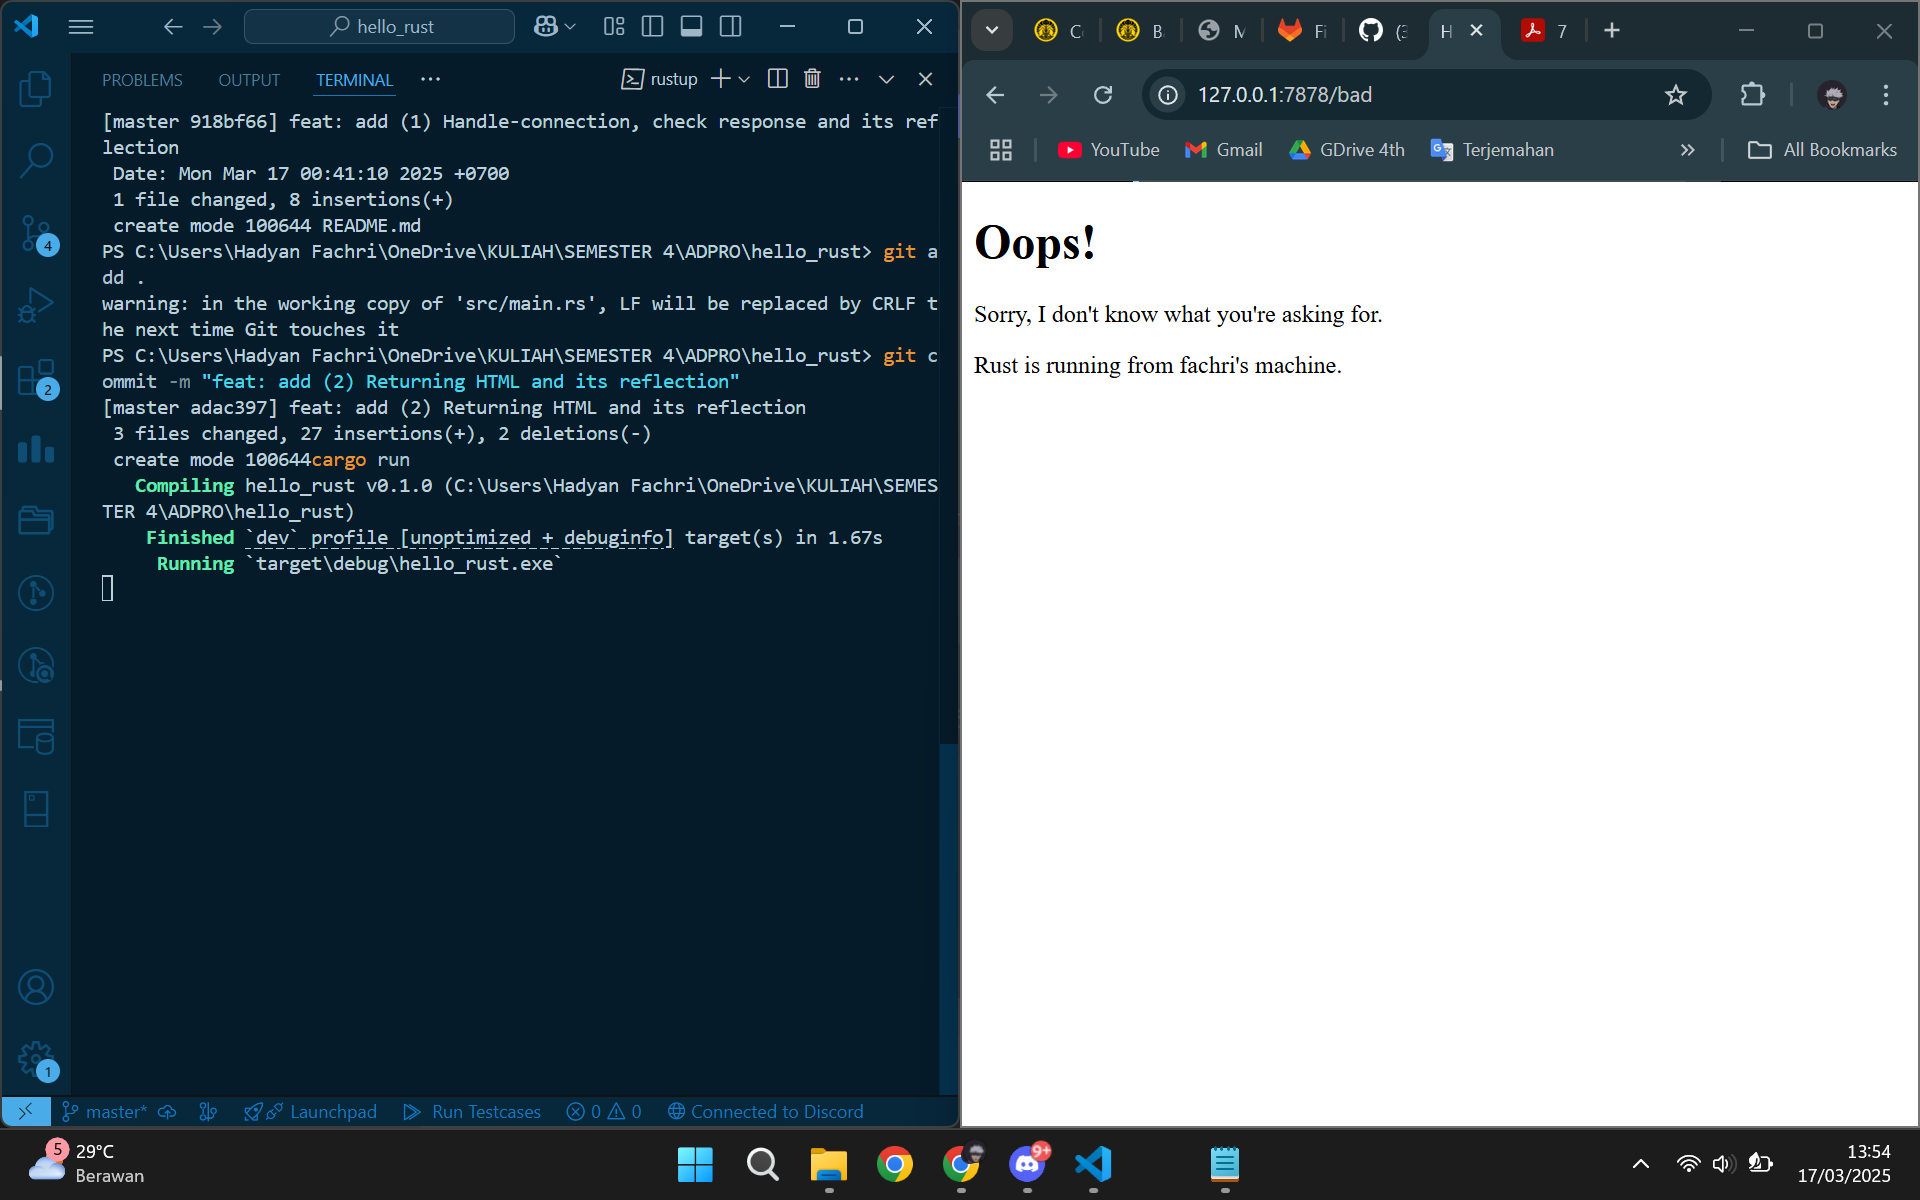 hello_rust
PROBLEMS OUTPUT TERMINAL ... rustup
[master 918bf66] feat: add (1) Handle-connection, check response and its ref
lection
Date: Mon Mar 17 00:41:10 2025 +0700
1 file changed, 8 insertions(+)
create mode 100644 README.md
PS C:\Users\Hadyan Fachri\OneDrive\KULIAH\SEMESTER 4\ADPRO\hello_rust> git a
dd .
warning: in the working copy of 'src/main.rs', LF will be replaced by CRLF t
he next time Git touches it
PS C:\Users\Hadyan Fachri\OneDrive\KULIAH\SEMESTER 4\ADPRO\hello_rust> git c
ommit -m "feat: add (2) Returning HTML and its reflection"
[master adac397] feat: add (2) Returning HTML and its reflection
3 files changed, 27 insertions(+), 2 deletions(-)
create mode 100644cargo run
Compiling hello_rust v0.1.0 (C:\Users\Hadyan Fachri\OneDrive\KULIAH\SEMES
TER 4\ADPRO\hello_rust)
Finished `dev` profile [unoptimized + debuginfo] target(s) in 1.67s
Running `target\debug\hello_rust.exe`
4
2
1
master* Launchpad Run Testcases 0 0 Connected to Discord
C B M Fi (3 H 7
127.0.0.1:7878/bad
YouTube Gmail GDrive 4th Terjemahan » All Bookmarks
Oops!
Sorry, I don't know what you're asking for.
Rust is running from fachri's machine.
5 29°C
Berawan
9+
13:54
17/03/2025